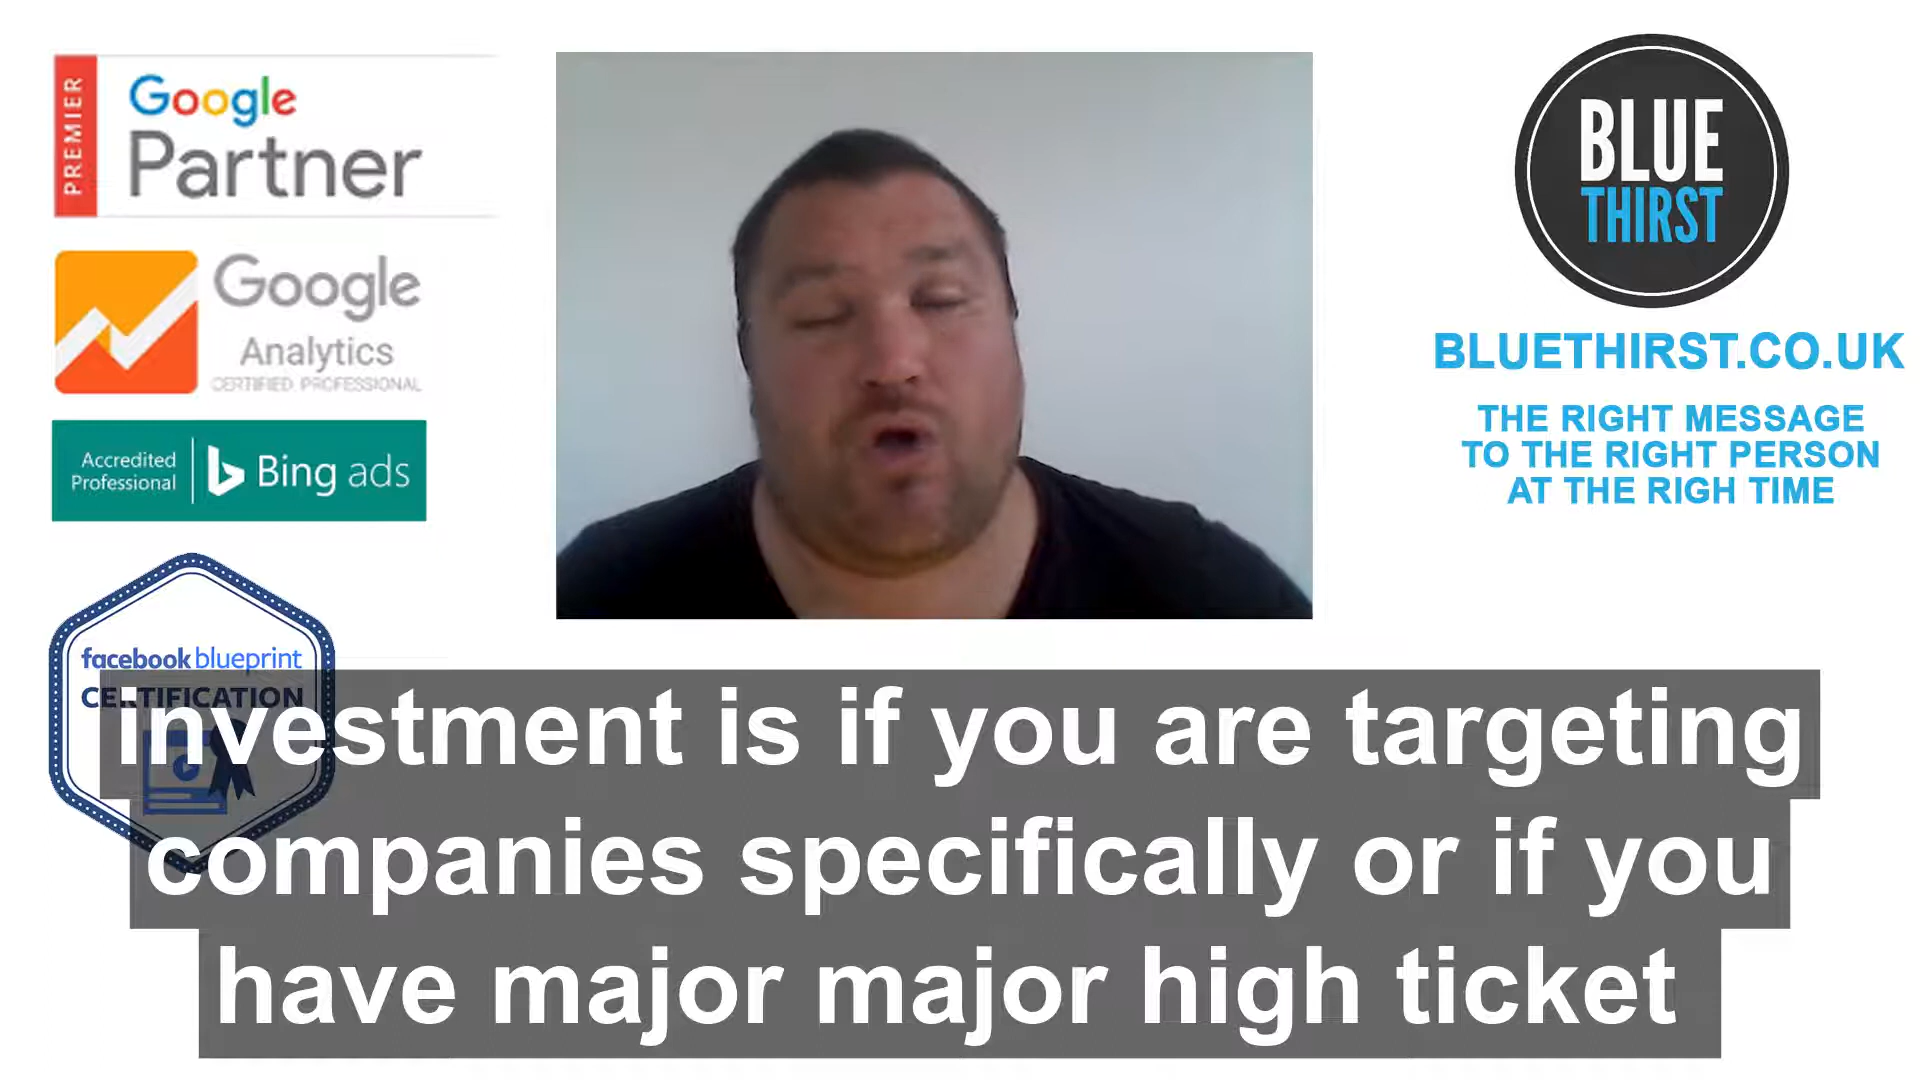 PREMIER
Google
Partner
Google
Analytics
CERTIFIED PROFESSIONAL
Accredited
Professional
Bing ads
facebook blueprint
CERTIFICATION
BLUE
THIRST
BLUETHIRST.CO.UK
THE RIGHT MESSAGE
TO THE RIGHT PERSON
AT THE RIGH TIME
investment is if you are targeting
companies specifically or if you
have major major high ticket